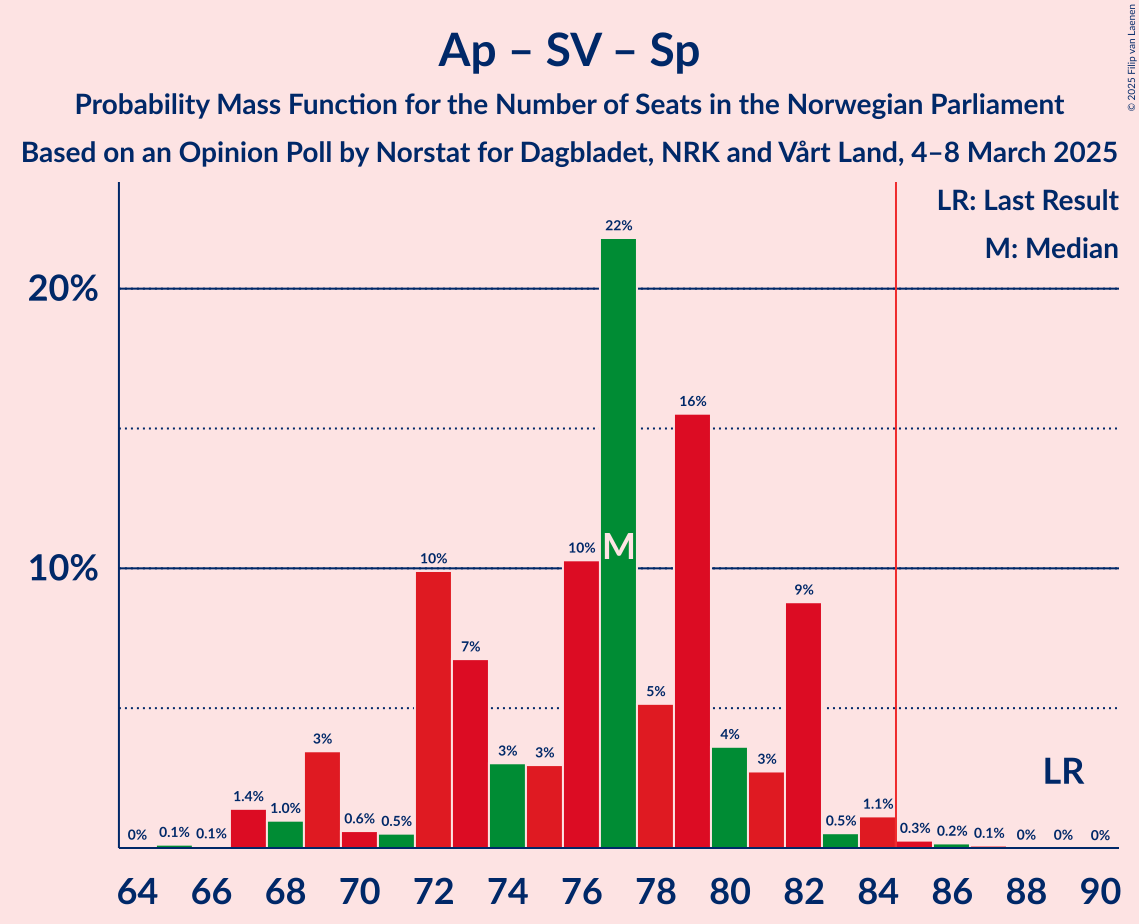 Ap – SV – Sp
Probability Mass Function for the Number of Seats in the Norwegian Parliament
Based on an Opinion Poll by Norstat for Dagbladet, NRK and Vårt Land, 4–8 March 2025
© 2025 Filip van Laenen
LR: Last Result
M: Median
20%
10%
0% 0.1% 0.1% 1.4% 1.0% 3% 0.6% 0.5% 10% 7% 3% 3% 10% 22% 5% 16% 4% 3% 9% 0.5% 1.1% 0.3% 0.2% 0.1% 0% 0% 0%
M
LR
64 66 68 70 72 74 76 78 80 82 84 86 88 90